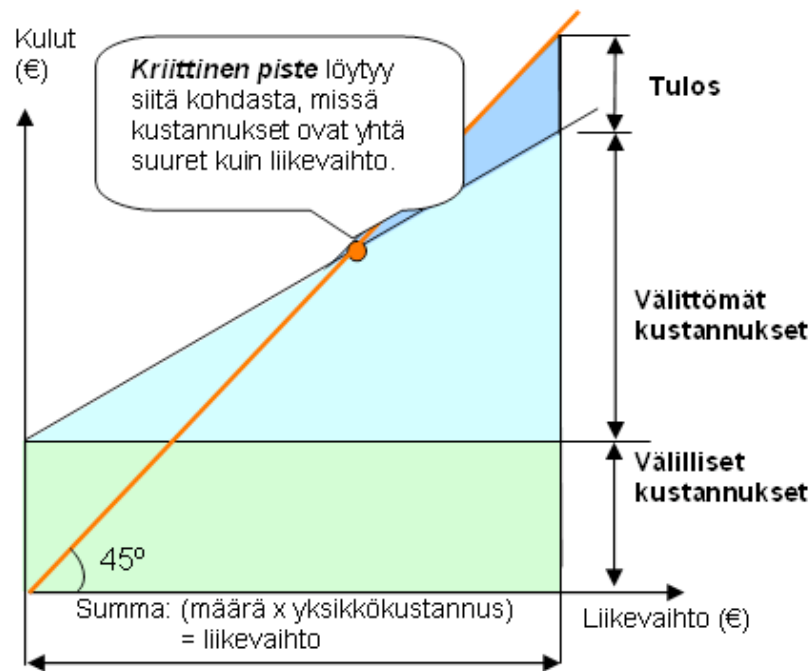 Kulut
(€)
Kriittinen piste löytyy
siitä kohdasta, missä
kustannukset ovat yhtä
suuret kuin liikevaihto.
Tulos
Välittömät
kustannukset
Välilliset
kustannukset
45º
Summa: (määrä x yksikkökustannus)
= liikevaihto
Liikevaihto (€)